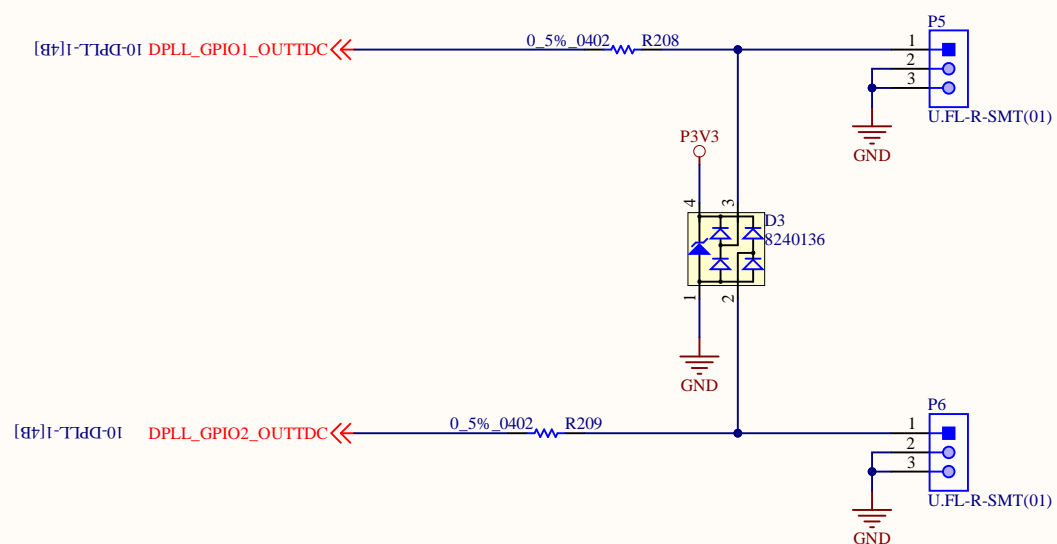 P5
10-DPLL-1[4B] DPLL_GPIO1_OUTTDC 0_5%_0402 R208 1
2
3
U.FL-R-SMT(01)
GND
P3V3
4 3
D3
8240136
1 2
GND
P6
10-DPLL-1[4B] DPLL_GPIO2_OUTTDC 0_5%_0402 R209 1
2
3
U.FL-R-SMT(01)
GND